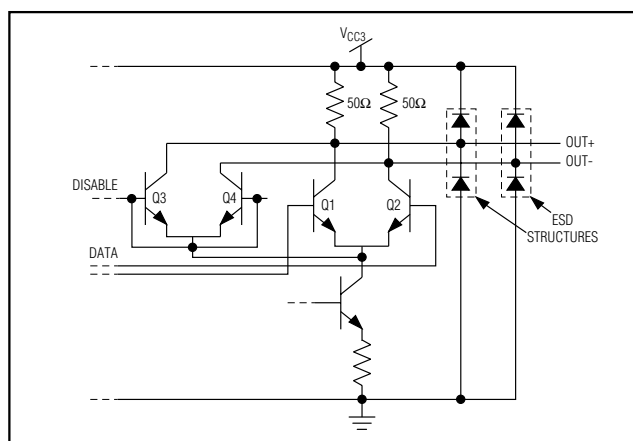 VCC3
50Ω 50Ω
OUT+
OUT-
DISABLE
Q3 Q4 Q1 Q2
ESD
STRUCTURES
DATA